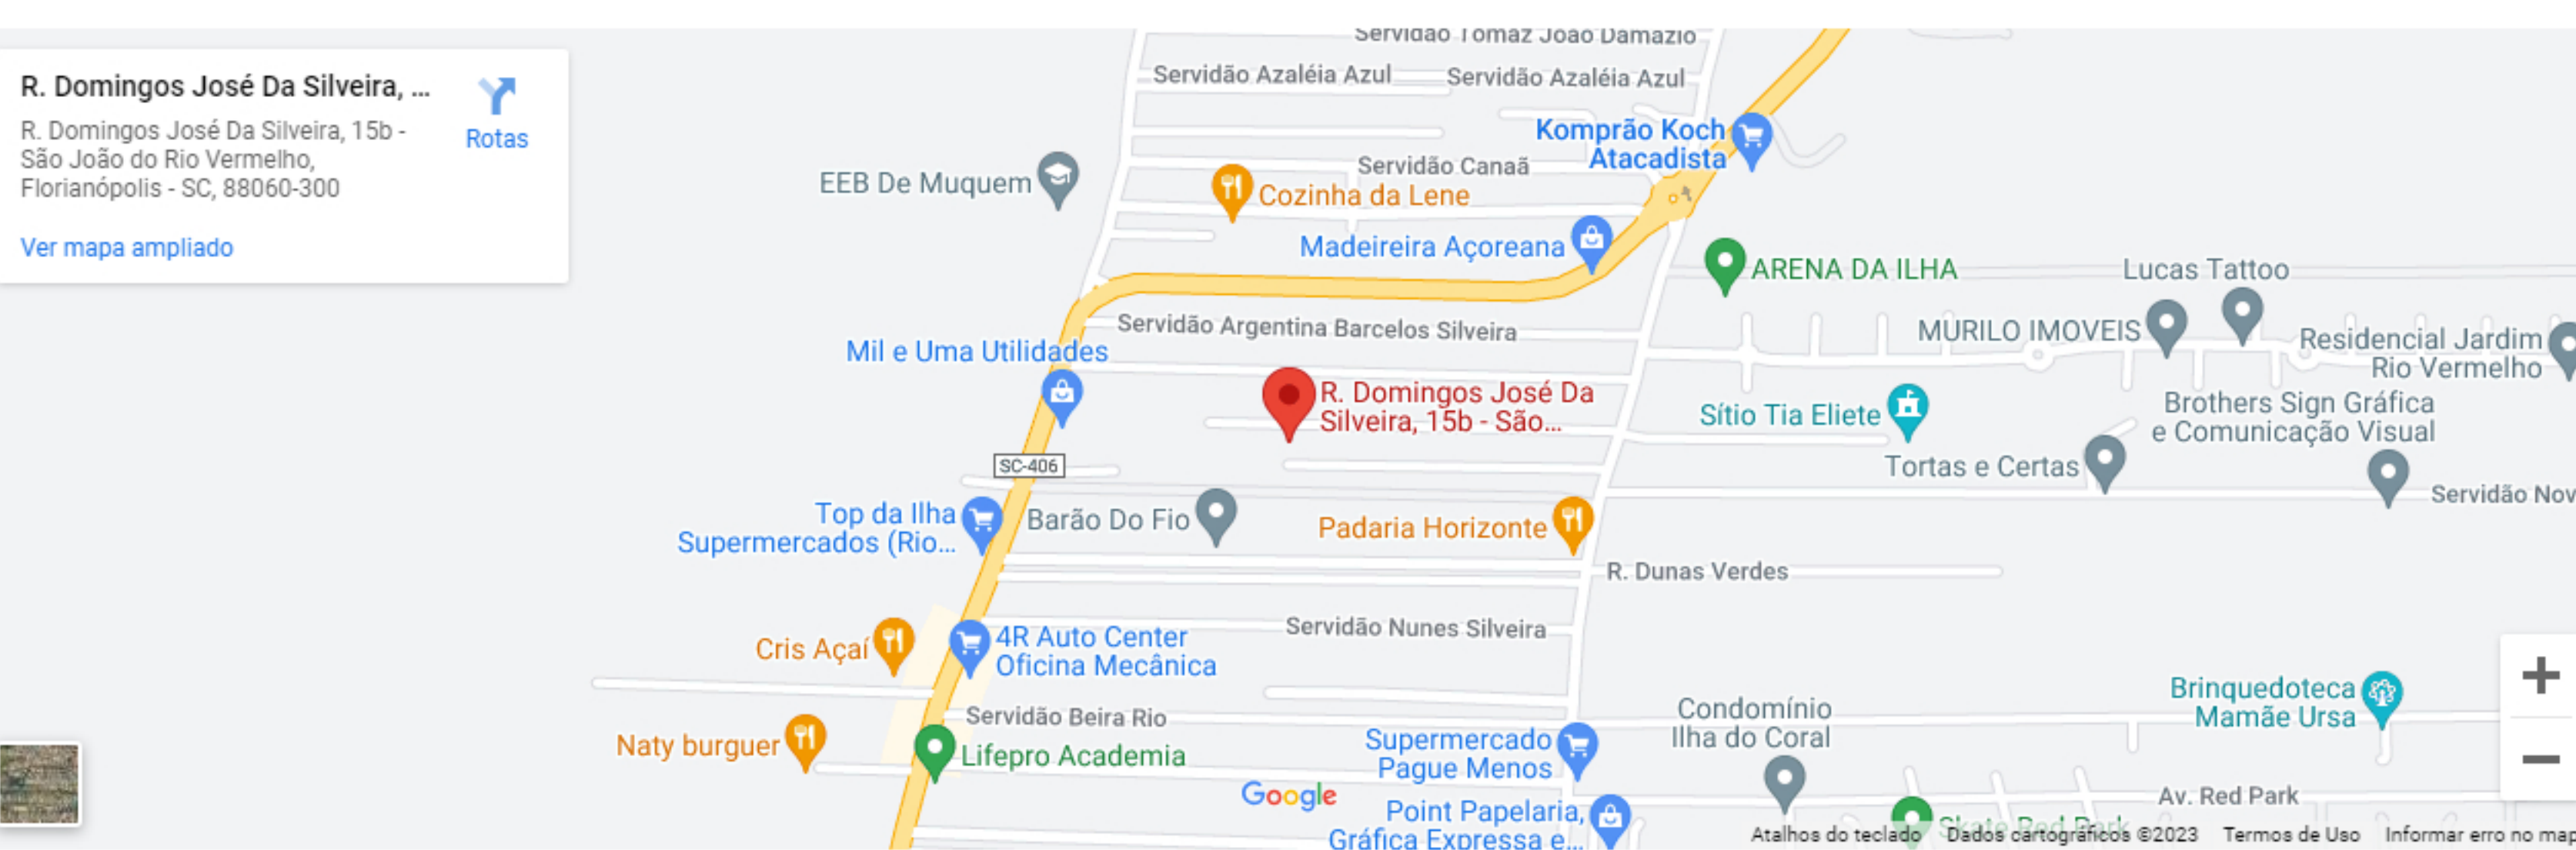 R. Domingos José Da Silveira, ...
R. Domingos José Da Silveira, 15b -
São João do Rio Vermelho,
Florianópolis - SC, 88060-300
Ver mapa ampliado
Rotas
Servidão Tomaz João Damazio
Servidão Azaléia Azul
Servidão Azaléia Azul
Komprão Koch
Atacadista
Servidão Canaã
EEB De Muquem
Cozinha da Lene
Madeireira Açoreana
ARENA DA ILHA
Lucas Tattoo
Servidão Argentina Barcelos Silveira
MURILO IMOVEIS
Residencial Jardim
Rio Vermelho
Mil e Uma Utilidades
R. Domingos José Da
Silveira, 15b - São...
Sítio Tia Eliete
Brothers Sign Gráfica
e Comunicação Visual
SC-406
Tortas e Certas
Servidão Nov
Top da Ilha
Supermercados (Rio...
Barão Do Fio
Padaria Horizonte
R. Dunas Verdes
Servidão Nunes Silveira
Cris Açaí
4R Auto Center
Oficina Mecânica
Brinquedoteca
Mamãe Ursa
Servidão Beira Rio
Condomínio
Ilha do Coral
Naty burguer
Lifepro Academia
Supermercado
Pague Menos
Google
Point Papelaria,
Gráfica Expressa e...
Av. Red Park
Skate Red Park
Atalhos do teclado
Dados cartográficos ©2023
Termos de Uso
Informar erro no map